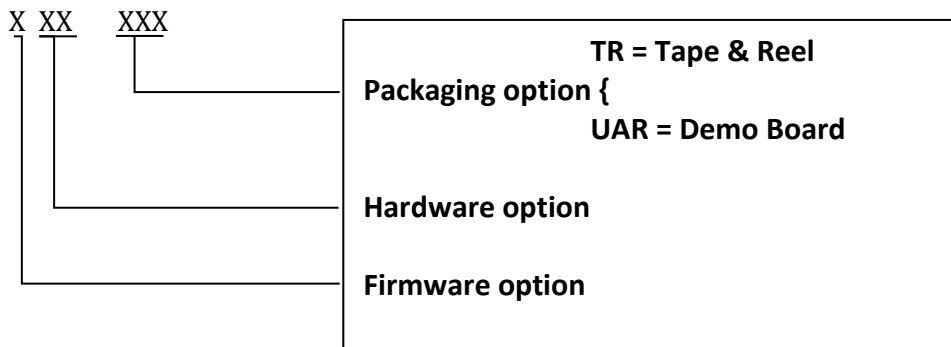 X XX XXX
TR = Tape & Reel
Packaging option {
UAR = Demo Board
Hardware option
Firmware option